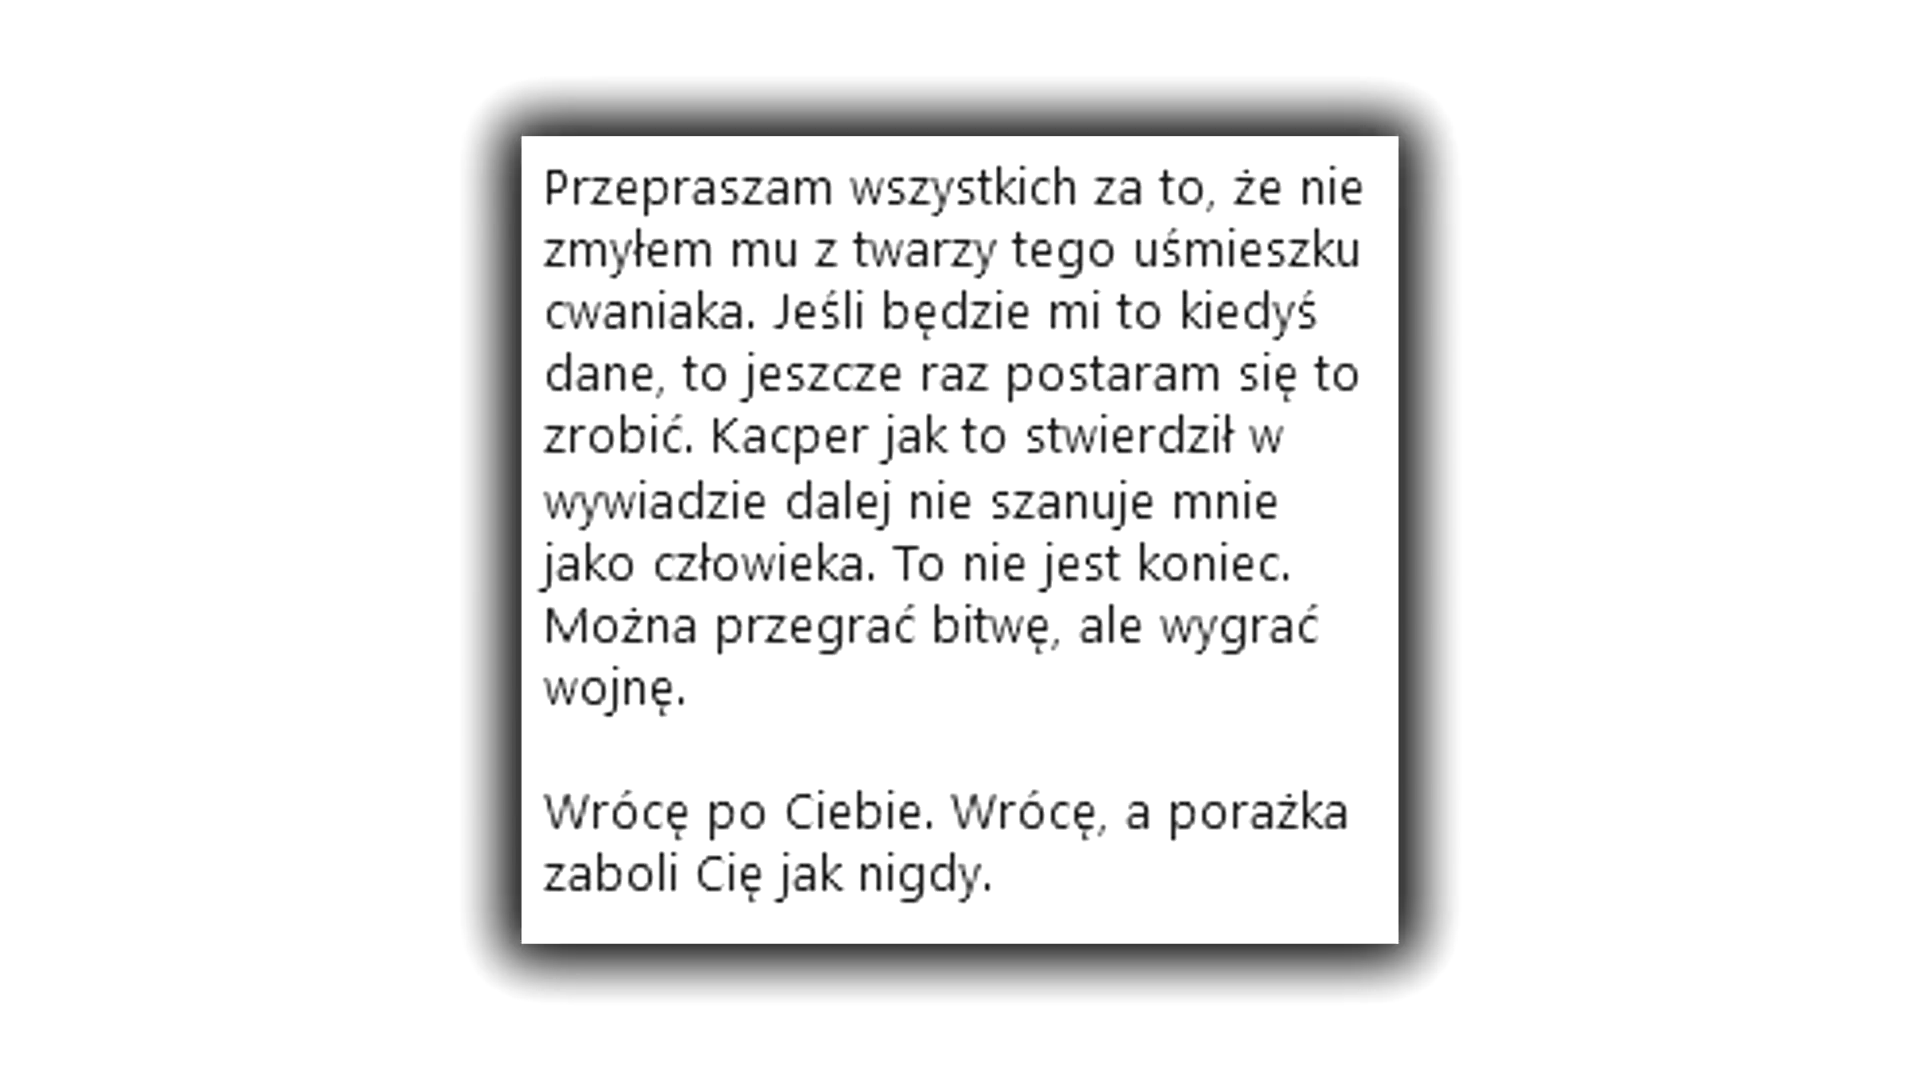 Przepraszam wszystkich za to, że nie
zmyłem mu z twarzy tego uśmieszku
cwaniaka. Jeśli będzie mi to kiedyś
dane, to jeszcze raz postaram się to
zrobić. Kacper jak to stwierdził w
wywiadzie dalej nie szanuje mnie
jako człowieka. To nie jest koniec.
Można przegrać bitwę, ale wygrać
wojnę.
Wrócę po Ciebie. Wrócę, a porażka
zaboli Cię jak nigdy.